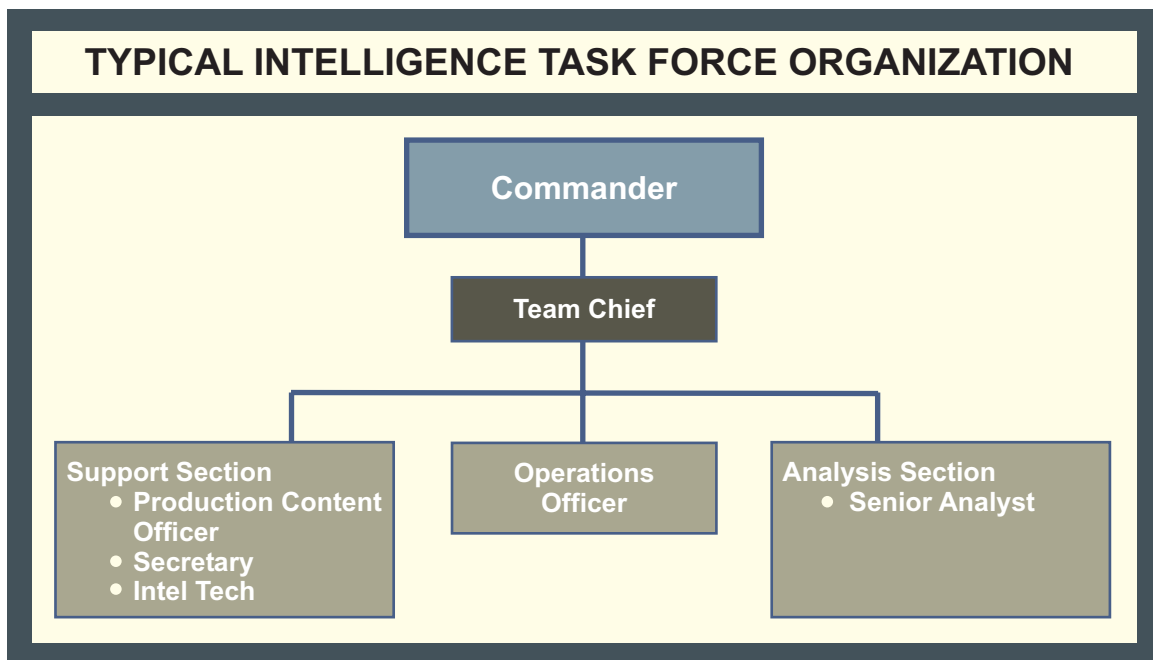 TYPICAL INTELLIGENCE TASK FORCE ORGANIZATION
Commander
Team Chief
Support Section
• Production Content
Officer
• Secretary
• Intel Tech
Operations
Officer
Analysis Section
• Senior Analyst